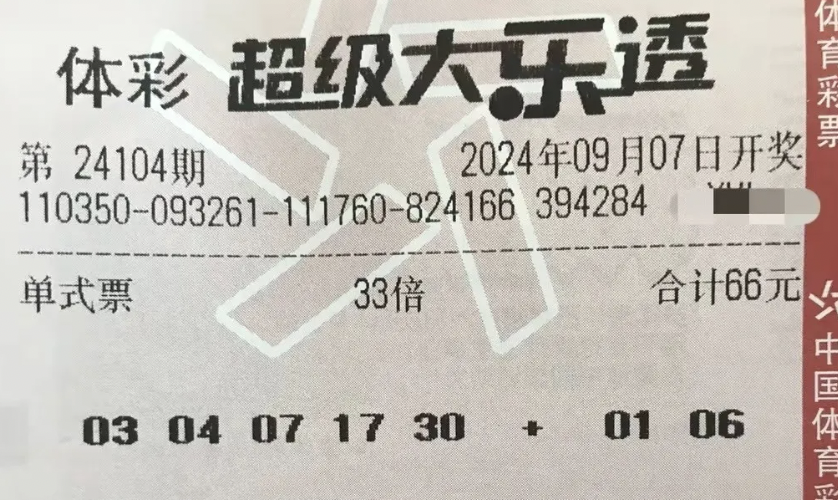 体彩 超级大乐透
第 24104期 2024年09月07日开奖
110350-093261-111760-824166 394284
单式票 33倍 合计66元
03 04 07 17 30 + 01 06
体育彩票
中国体育彩